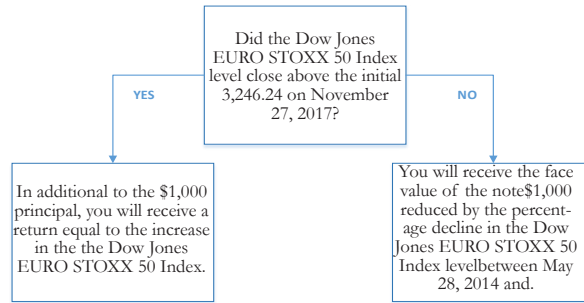 Did the Dow Jones
EURO STOXX 50 Index
level close above the initial
3,246.24 on November
27, 2017?
YES
NO
In additional to the $1,000
principal, you will receive a
return equal to the increase
in the the Dow Jones
EURO STOXX 50 Index.
You will receive the face
value of the note$1,000
reduced by the percent-
age decline in the Dow
Jones EURO STOXX 50
Index levelbetween May
28, 2014 and.